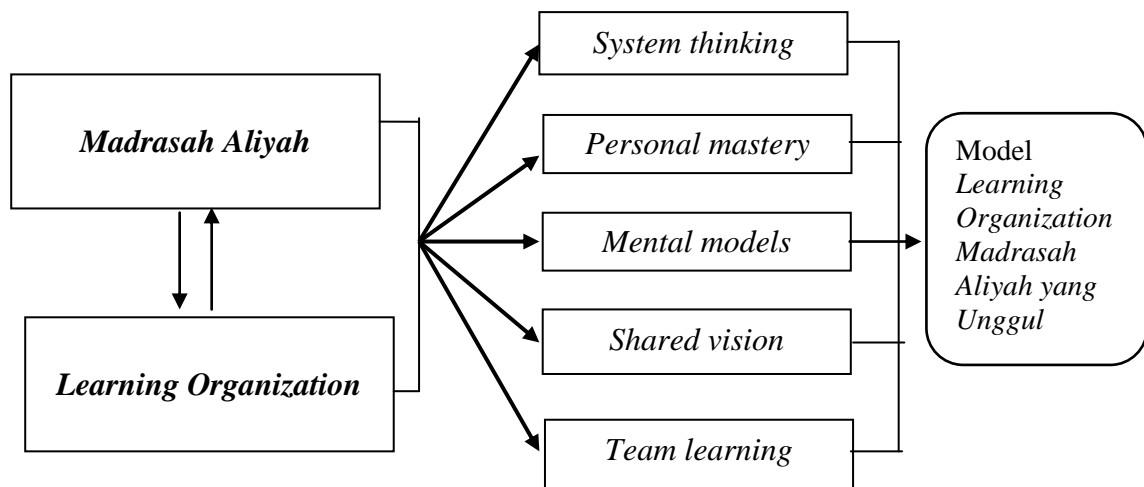 Madrasah Aliyah
Learning Organization
System thinking
Personal mastery
Mental models
Shared vision
Team learning
Model
Learning
Organization
Madrasah
Aliyah yang
Unggul